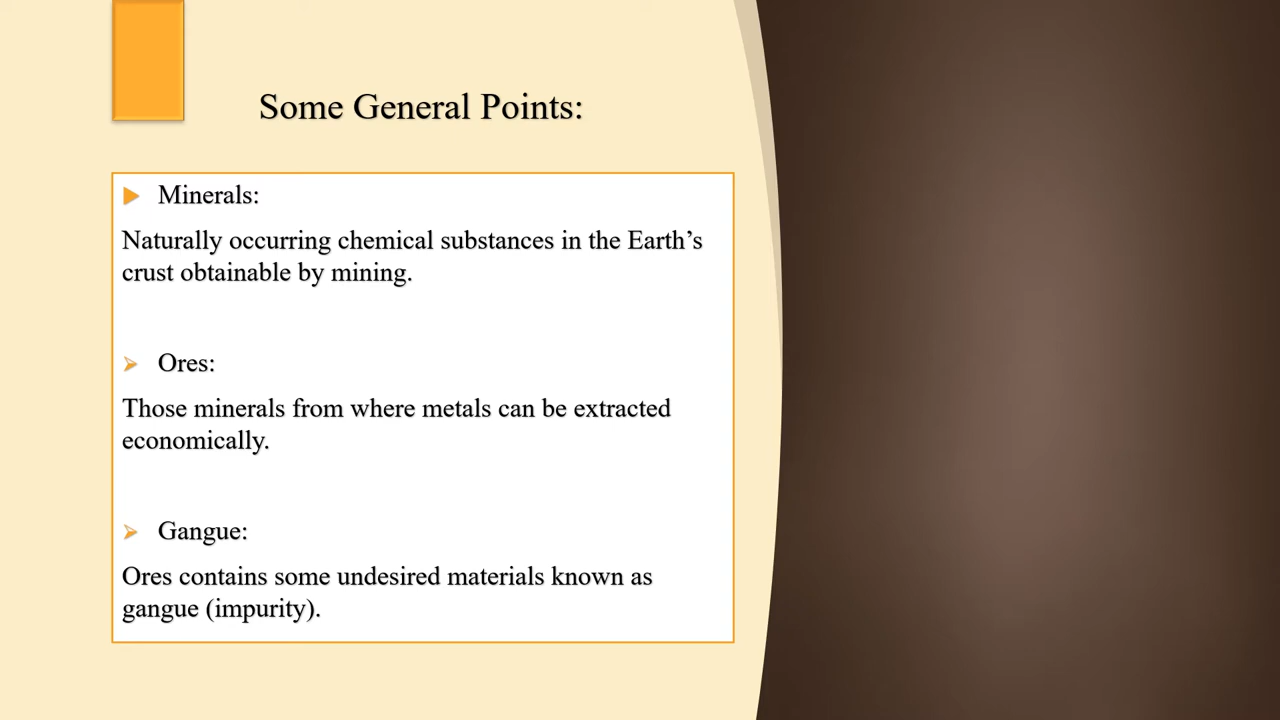 Some General Points:
Minerals:
Naturally occurring chemical substances in the Earth’s
crust obtainable by mining.
Ores:
Those minerals from where metals can be extracted
economically.
Gangue:
Ores contains some undesired materials known as
gangue (impurity).